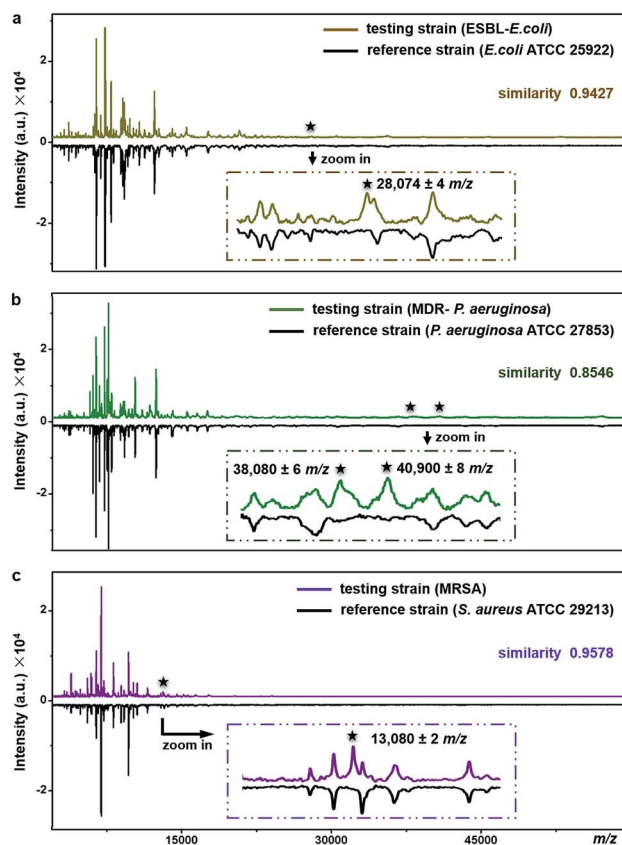 a
testing strain (ESBL-E.coli)
reference strain (E.coli ATCC 25922)
similarity 0.9427
Intensity (a.u.) ×10⁴
2
0
-2
★
zoom in
★ 28,074 ± 4 m/z
b
testing strain (MDR- P. aeruginosa)
reference strain (P. aeruginosa ATCC 27853)
similarity 0.8546
Intensity (a.u.) ×10⁴
2
0
-2
★ ★
zoom in
38,080 ± 6 m/z ★ ★ 40,900 ± 8 m/z
c
testing strain (MRSA)
reference strain (S. aureus ATCC 29213)
similarity 0.9578
Intensity (a.u.) ×10⁴
2
0
-2
★
zoom in
★ 13,080 ± 2 m/z
15000 30000 45000 m/z